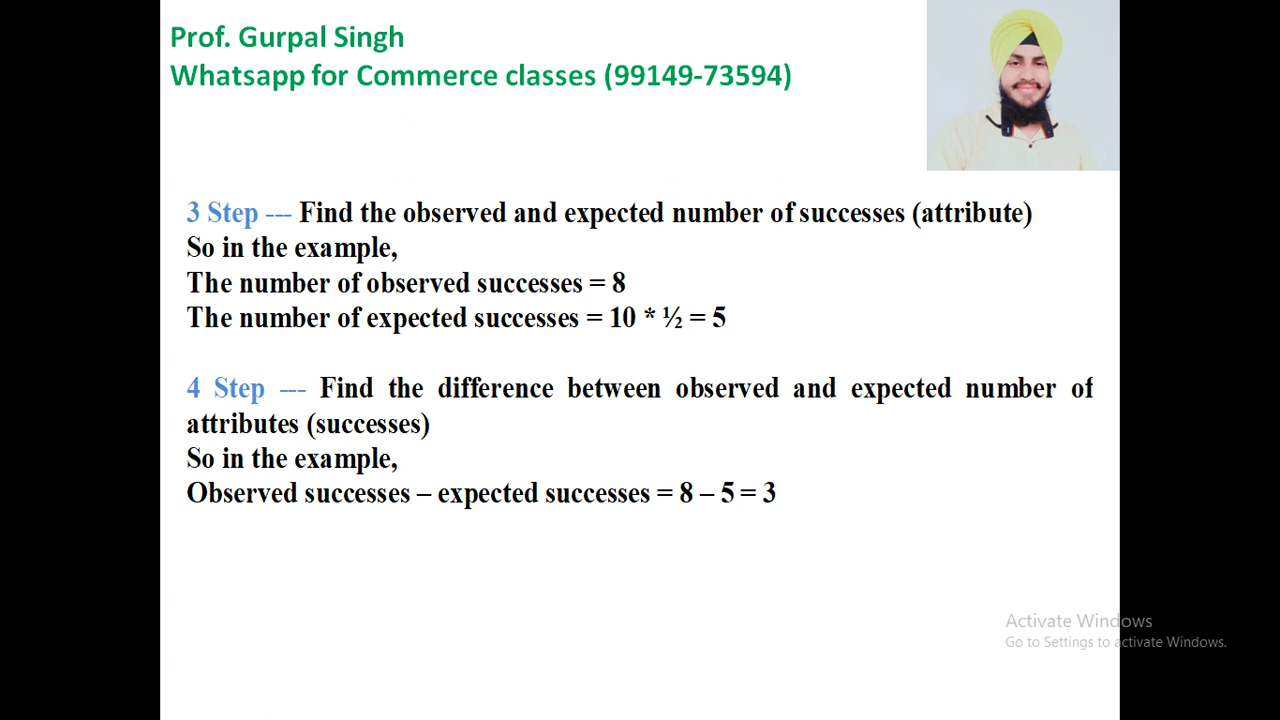 Prof. Gurpal Singh
Whatsapp for Commerce classes (99149-73594)
3 Step --- Find the observed and expected number of successes (attribute)
So in the example,
The number of observed successes = 8
The number of expected successes = 10 * ½ = 5
4 Step --- Find the difference between observed and expected number of
attributes (successes)
So in the example,
Observed successes – expected successes = 8 – 5 = 3
Activate Windows
Go to Settings to activate Windows.